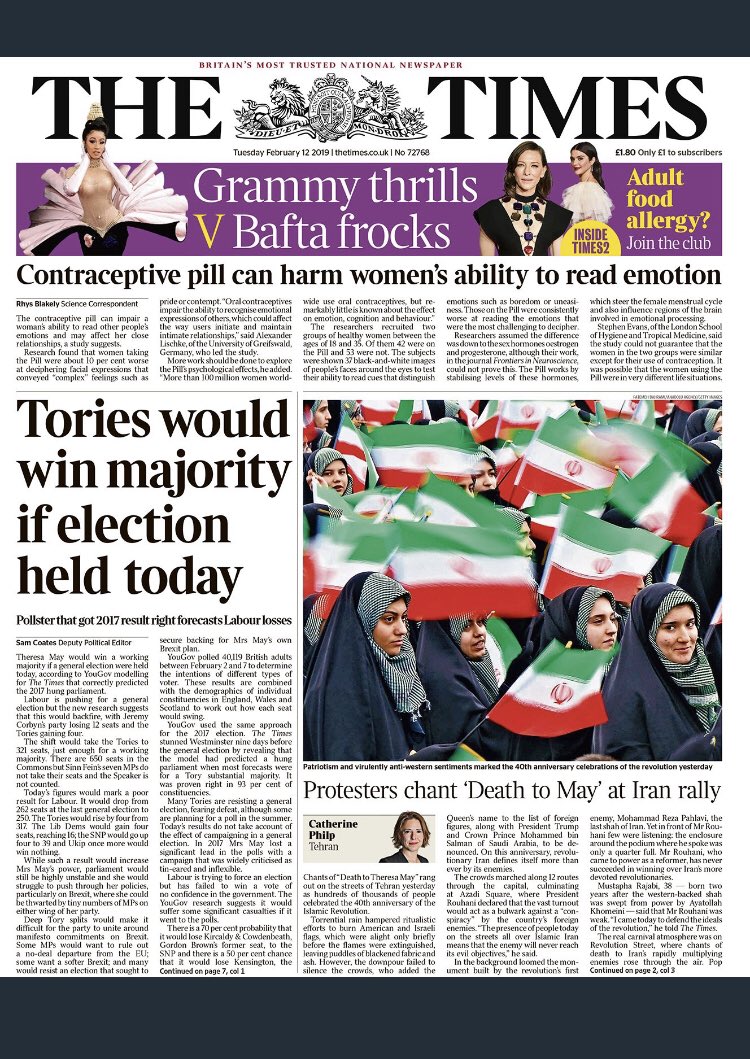 BRITAIN'S MOST TRUSTED NATIONAL NEWSPAPER
THE TIMES
DIEU·ET MON·DROIT
Tuesday February 12 2019 | thetimes.co.uk | No 72768
£1.80 Only £1 to subscribers
Grammy thrills
V Bafta frocks
INSIDE
TIMES2
Adult
food
allergy?
Join the club
Contraceptive pill can harm women's ability to read emotion
Rhys Blakely Science Correspondent
The contraceptive pill can impair a
woman's ability to read other people's
emotions and may affect her close
relationships, a study suggests.
Research found that women taking
the Pill were about 10 per cent worse
at deciphering facial expressions that
conveyed "complex" feelings such as
pride or contempt. "Oral contraceptives
impair the ability to recognise emotional
expressions of others, which could affect
the way users initiate and maintain
intimate relationships," said Alexander
Lischke, of the University of Greifswald,
Germany, who led the study.
More work should be done to explore
the Pill's psychological effects, he added.
"More than 100 million women world-
wide use oral contraceptives, but re-
markably little is known about the effect
on emotion, cognition and behaviour."
The researchers recruited two
groups of healthy women between the
ages of 18 and 35. Of them 42 were on
the Pill and 53 were not. The subjects
were shown 37 black-and-white images
of people's faces around the eyes to test
their ability to read cues that distinguish
emotions such as boredom or uneasi-
ness. Those on the Pill were consistently
worse at reading the emotions that
were the most challenging to decipher.
Researchers assumed the difference
was down to the sex hormones oestrogen
and progesterone, although their work,
in the journal Frontiers in Neuroscience,
could not prove this. The Pill works by
stabilising levels of these hormones,
which steer the female menstrual cycle
and also influence regions of the brain
involved in emotional processing.
Stephen Evans, of the London School
of Hygiene and Tropical Medicine, said
the study could not guarantee that the
women in the two groups were similar
except for their use of contraception. It
was possible that the women using the
Pill were in very different life situations.
Tories would
win majority
if election
held today
Pollster that got 2017 result right forecasts Labour losses
Sam Coates Deputy Political Editor
Theresa May would win a working
majority if a general election were held
today, according to YouGov modelling
for The Times that correctly predicted
the 2017 hung parliament.
Labour is pushing for a general
election but the new research suggests
that this would backfire, with Jeremy
Corbyn's party losing 12 seats and the
Tories gaining four.
The shift would take the Tories to
321 seats, just enough for a working
majority. There are 650 seats in the
Commons but Sinn Fein's seven MPs do
not take their seats and the Speaker is
not counted.
Today's figures would mark a poor
result for Labour. It would drop from
262 seats at the last general election to
250. The Tories would rise by four from
317. The Lib Dems would gain four
seats, reaching 16; the SNP would go up
four to 39 and Ukip once more would
win nothing.
While such a result would increase
Mrs May's power, parliament would
still be highly unstable and she would
struggle to push through her policies,
particularly on Brexit, where she could
be thwarted by tiny numbers of MPs on
either wing of her party.
Deep Tory splits would make it
difficult for the party to unite around
manifesto commitments on Brexit.
Some MPs would want to rule out
a no-deal departure from the EU;
some want a softer Brexit; and many
would resist an election that sought to
secure backing for Mrs May's own
Brexit plan.
YouGov polled 40,119 British adults
between February 2 and 7 to determine
the intentions of different types of
voter. These results are combined
with the demographics of individual
constituencies in England, Wales and
Scotland to work out how each seat
would swing.
YouGov used the same approach
for the 2017 election. The Times
stunned Westminster nine days before
the general election by revealing that
the model had predicted a hung
parliament when most forecasts were
for a Tory substantial majority. It
was proven right in 93 per cent of
constituencies.
Many Tories are resisting a general
election, fearing defeat, although some
are planning for a poll in the summer.
Today's results do not take account of
the effect of campaigning in a general
election. In 2017 Mrs May lost a
significant lead in the polls with a
campaign that was widely criticised as
tin-eared and inflexible.
Labour is trying to force an election
but has failed to win a vote of
no confidence in the government. The
YouGov research suggests it would
suffer some significant casualties if it
went to the country.
There is a 70 per cent probability that
it would lose Kircaldy & Cowdenbeath,
Gordon Brown's former seat, to the
SNP and there is a 50 per cent chance
that it would lose Kensington, the
Continued on page 7, col 1
Patriotism and virulently anti-western sentiments marked the 40th anniversary celebrations of the revolution yesterday
Protesters chant 'Death to May' at Iran rally
Catherine
Philp
Tehran
Chants of "Death to Theresa May" rang
out on the streets of Tehran yesterday
as hundreds of thousands of people
celebrated the 40th anniversary of the
Islamic Revolution.
Torrential rain hampered ritualistic
efforts to burn American and Israeli
flags, which were alight only briefly
before the flames were extinguished,
leaving puddles of blackened fabric and
ash. However, the downpour failed to
silence the crowds, who added the
Queen's name to the list of foreign
figures, along with President Trump
and Crown Prince Mohammed bin
Salman of Saudi Arabia, to be de-
nounced. On this anniversary, revolu-
tionary Iran defines itself more than
ever by its enemies.
The crowds marched along 12 routes
through the capital, culminating
at Azadi Square, where President
Rouhani declared that the vast turnout
would act as a bulwark against a "con-
spiracy" by the country's foreign
enemies. "The presence of people today
on the streets all over Islamic Iran
means that the enemy will never reach
its evil objectives," he said.
In the background loomed the mon-
ument built by the revolution's first
enemy, Mohammad Reza Pahlavi, the
last shah of Iran. Yet in front of Mr Rou-
hani few were listening; the enclosure
around the podium where he spoke was
only a quarter full. Mr Rouhani, who
came to power as a reformer, has never
succeeded in winning over Iran's more
devoted revolutionaries.
Mustapha Rajabi, 38 — born two
years after the western-backed shah
was swept from power by Ayatollah
Khomeini — said that Mr Rouhani was
weak. "I came today to defend the ideals
of the revolution," he told The Times.
The real carnival atmosphere was on
Revolution Street, where chants of
death to Iran's rapidly multiplying
enemies rose through the air. Pop
Continued on page 2, col 3